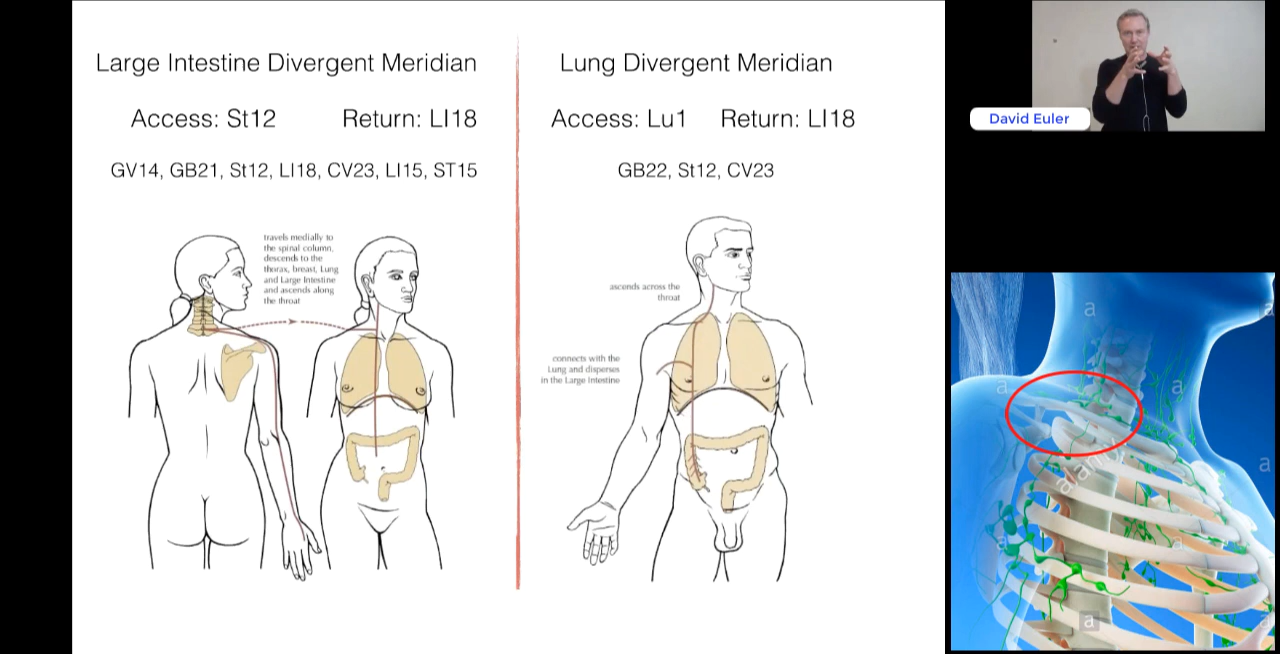 Large Intestine Divergent Meridian
Access: St12 Return: LI18
GV14, GB21, St12, LI18, CV23, LI15, ST15
travels medially to
the spinal column,
descends to the
thorax, breast, Lung
and Large Intestine
and ascends along
the throat
Lung Divergent Meridian
Access: Lu1 Return: LI18
GB22, St12, CV23
ascends across the
throat
connects with the
Lung and disperses
in the Large Intestine
David Euler
a
a
a
a
alamy
a
a
a